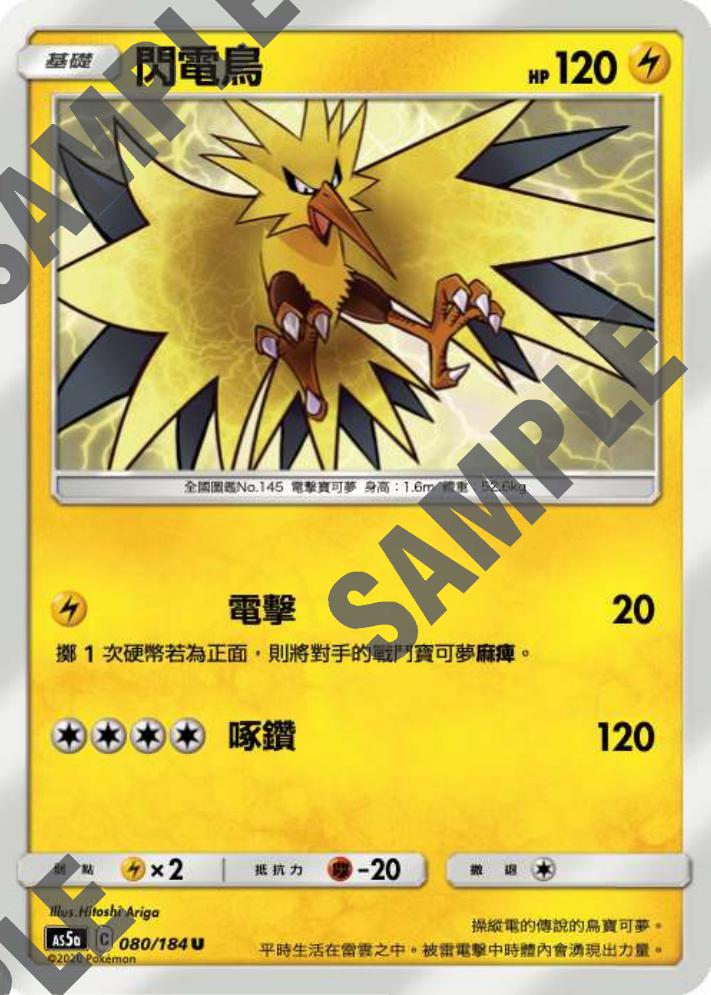 SAMPLE
基礎 閃電鳥 HP 120
全國圖鑑No.145 電擊寶可夢 身高：1.6m 體重：52.6kg
SAMPLE
電擊 20
擲 1 次硬幣若為正面，則將對手的戰鬥寶可夢麻痺。
啄鑽 120
弱點 ×2 抵抗力 -20 撤退
Illus. Hitoshi Ariga
AS5a C 080/184 U
©2020 Pokémon
操縱電的傳說的鳥寶可夢。
平時生活在雷雲之中。被雷電擊中時體內會湧現出力量。